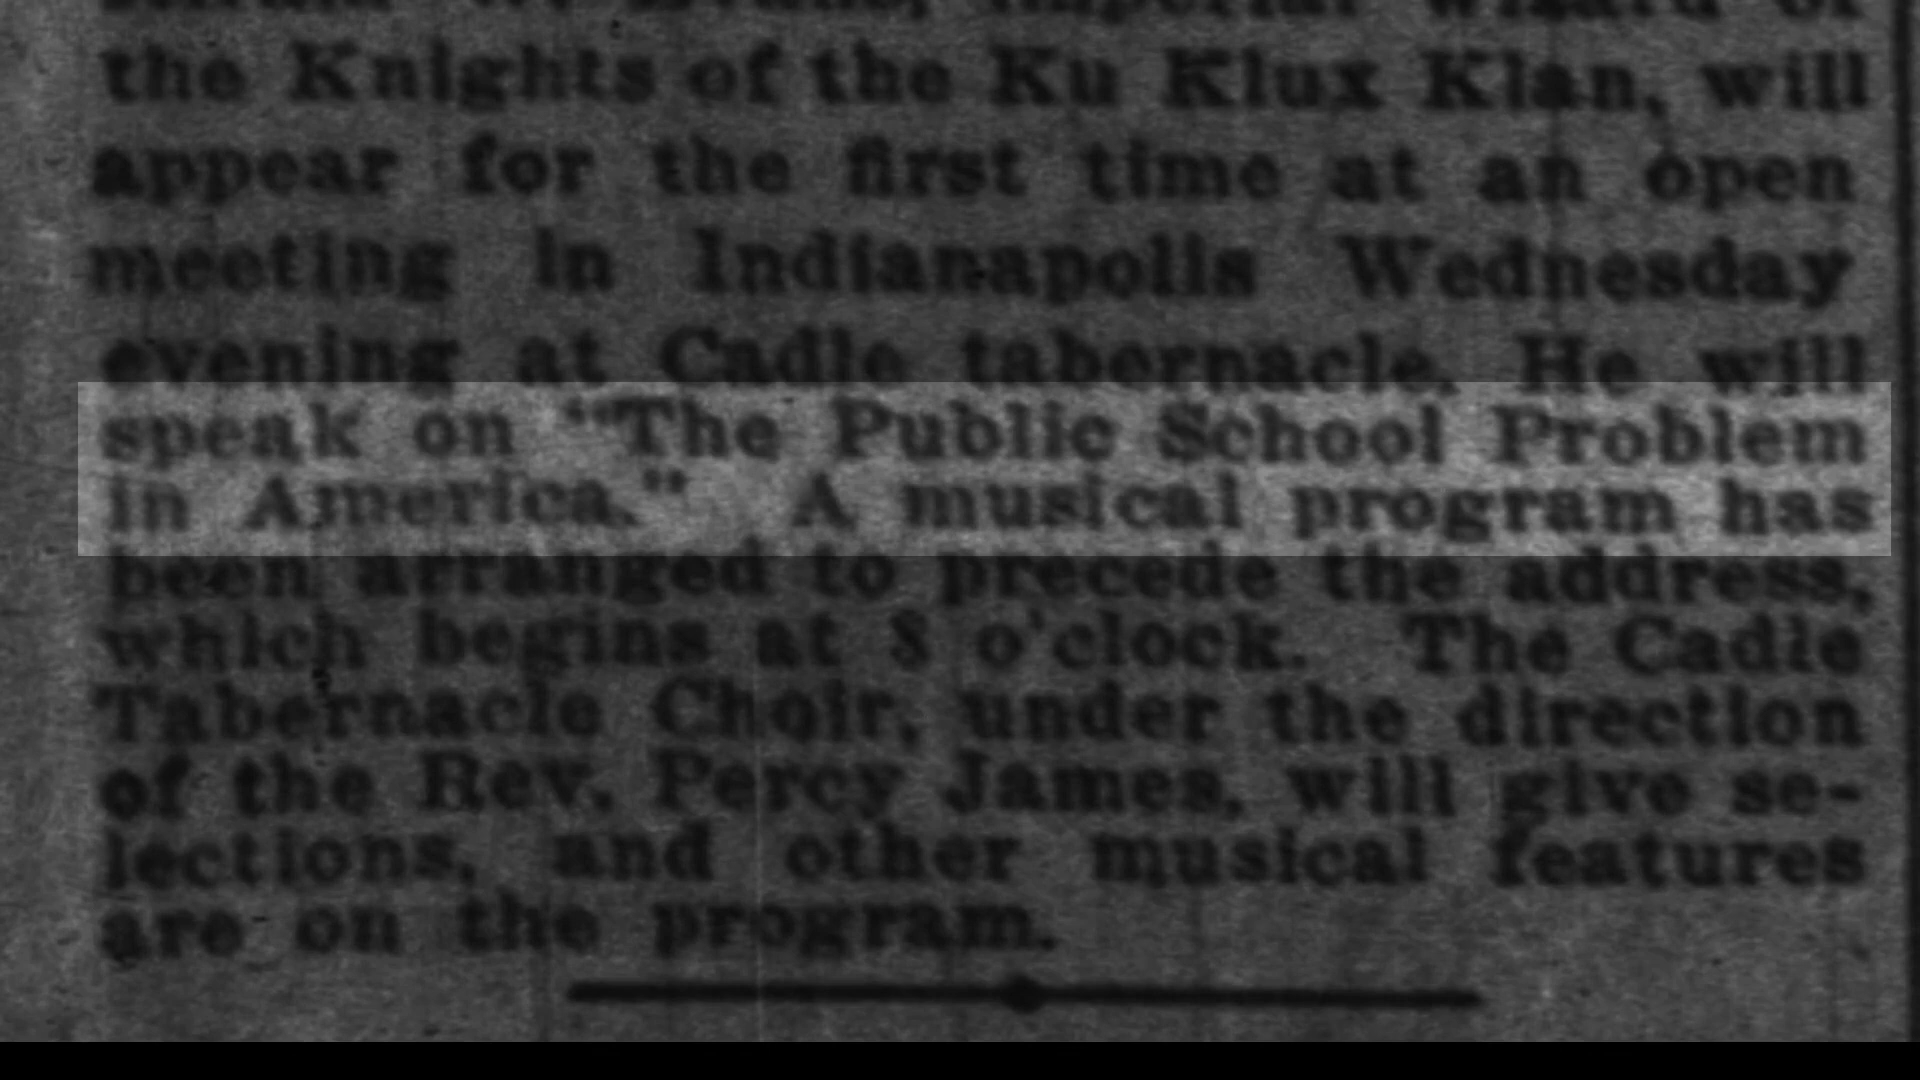 imperial wizard of
the Knights of the Ku Klux Klan, will
appear for the first time at an open
meeting in Indianapolis Wednesday
evening at Cadle tabernacle. He will
speak on "The Public School Problem
in America." A musical program has
been arranged to precede the address,
which begins at 8 o'clock. The Cadle
Tabernacle Choir, under the direction
of the Rev. Percy James, will give se-
lections, and other musical features
are on the program.